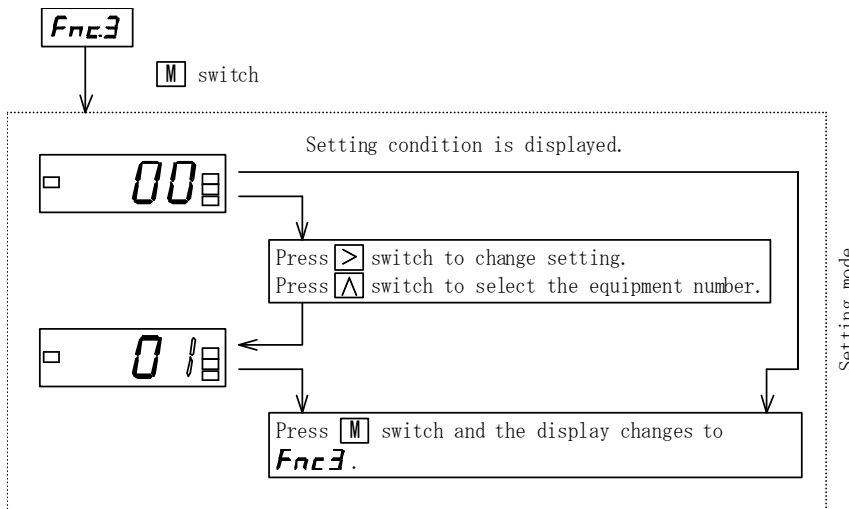 Fnc.3
M switch
Setting condition is displayed.
00
Press > switch to change setting.
Press ∧ switch to select the equipment number.
01
Press M switch and the display changes to
Fnc3.
Setting mode